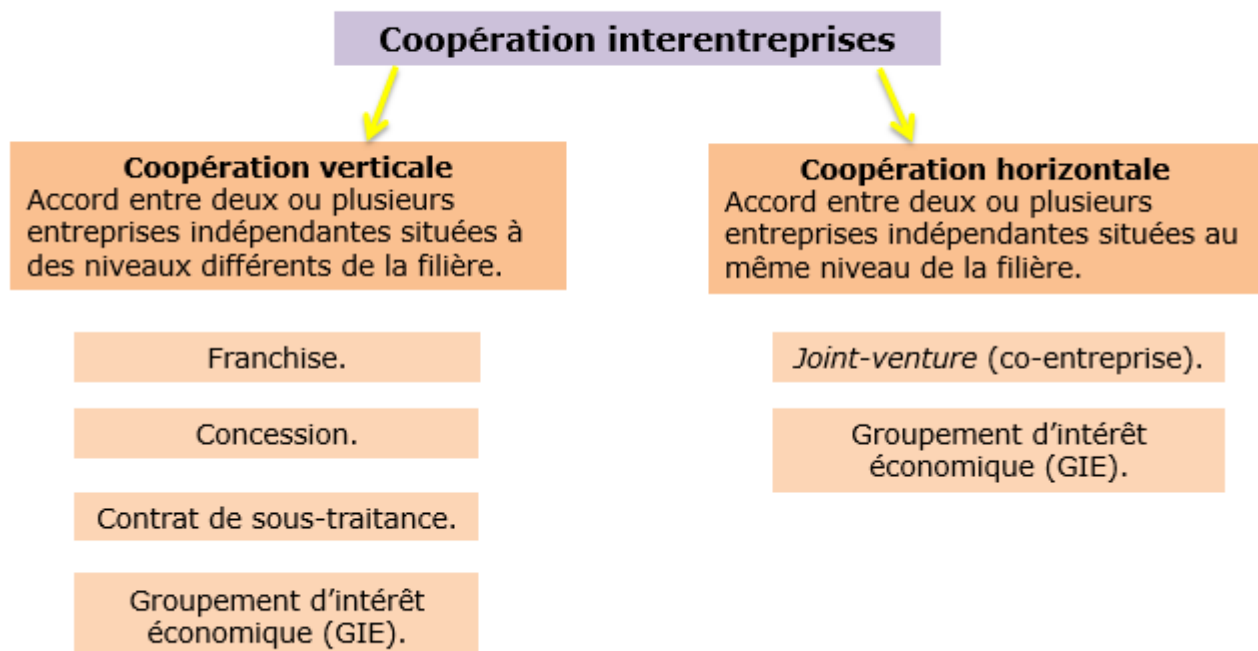 Coopération interentreprises
Coopération verticale
Accord entre deux ou plusieurs
entreprises indépendantes situées à
des niveaux différents de la filière.
Franchise.
Concession.
Contrat de sous-traitance.
Groupement d’intérêt
économique (GIE).
Coopération horizontale
Accord entre deux ou plusieurs
entreprises indépendantes situées au
même niveau de la filière.
Joint-venture (co-entreprise).
Groupement d’intérêt
économique (GIE).